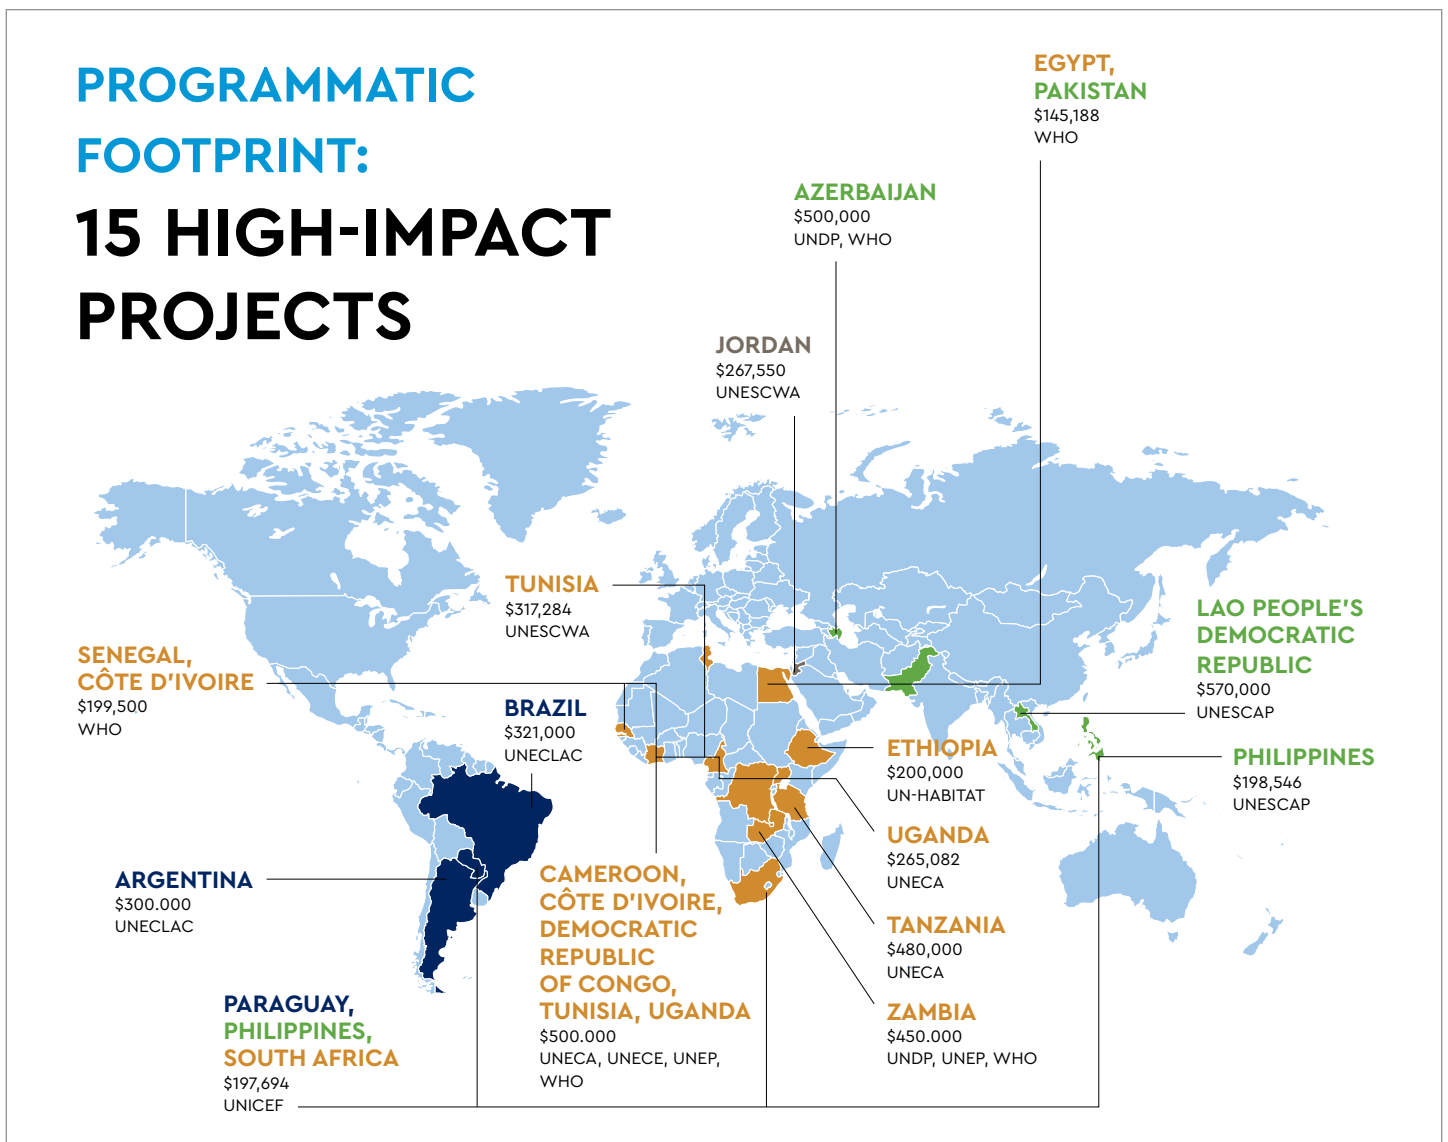 PROGRAMMATIC
FOOTPRINT:
15 HIGH-IMPACT
PROJECTS
EGYPT,
PAKISTAN
$145,188
WHO
AZERBAIJAN
$500,000
UNDP, WHO
JORDAN
$267,550
UNESCWA
TUNISIA
$317,284
UNESCWA
SENEGAL,
CÔTE D'IVOIRE
$199,500
WHO
BRAZIL
$321,000
UNECLAC
LAO PEOPLE'S
DEMOCRATIC
REPUBLIC
$570,000
UNESCAP
PHILIPPINES
$198,546
UNESCAP
ETHIOPIA
$200,000
UN-HABITAT
UGANDA
$265,082
UNECA
ARGENTINA
$300.000
UNECLAC
CAMEROON,
CÔTE D'IVOIRE,
DEMOCRATIC
REPUBLIC
OF CONGO,
TUNISIA, UGANDA
$500.000
UNECA, UNECE, UNEP,
WHO
TANZANIA
$480,000
UNECA
ZAMBIA
$450.000
UNDP, UNEP, WHO
PARAGUAY,
PHILIPPINES,
SOUTH AFRICA
$197,694
UNICEF